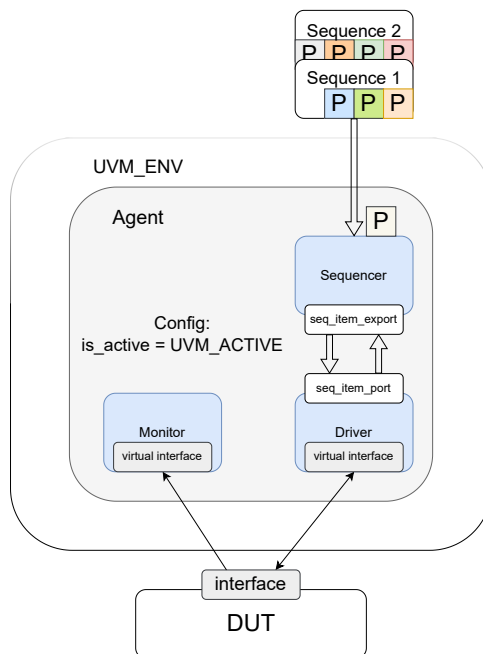 Sequence 2
P P P P
Sequence 1
P P P
UVM_ENV
Agent
P
Sequencer
seq_item_export
Config:
is_active = UVM_ACTIVE
seq_item_port
Monitor
virtual interface
Driver
virtual interface
interface
DUT